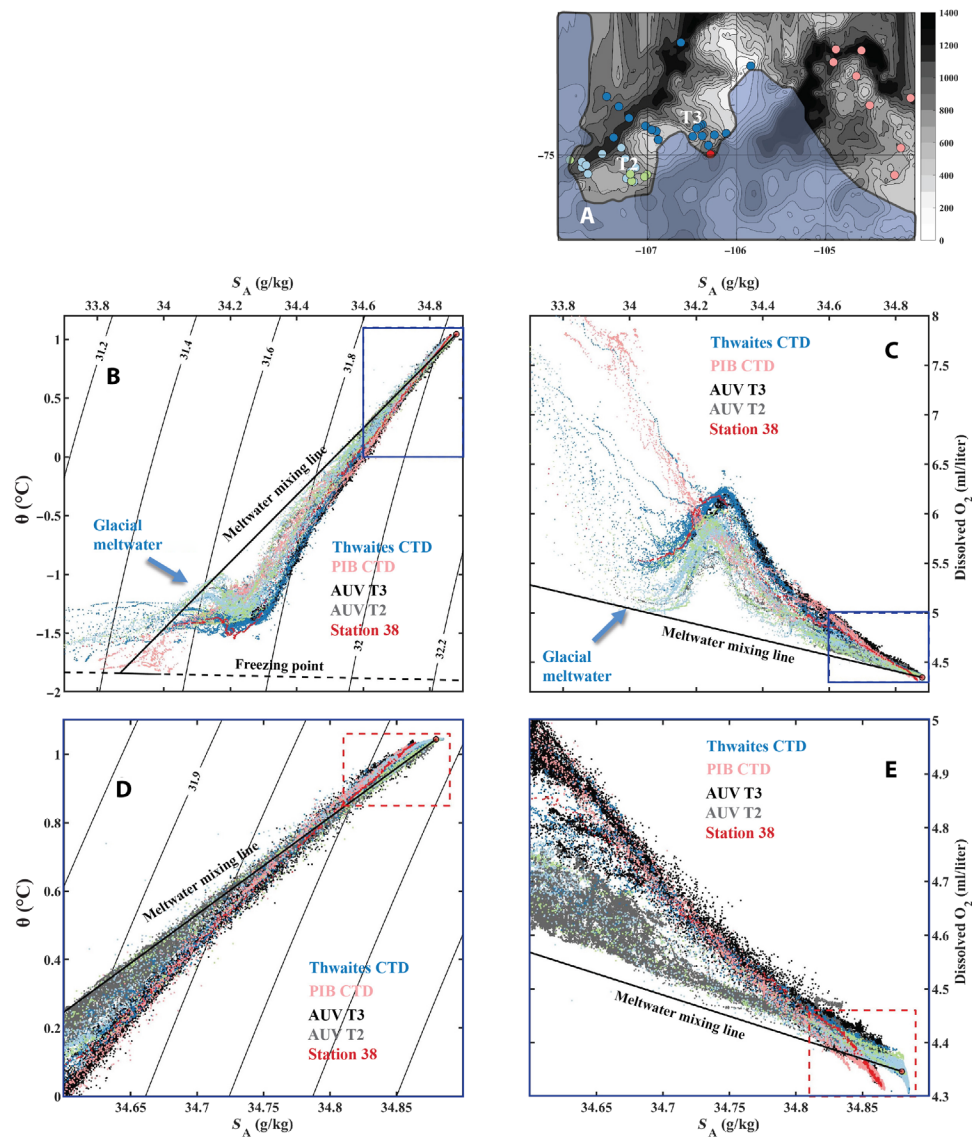 1400
1200
1000
800
600
400
200
0
T3
T2
A
−75
−107
−106
−105
S_A (g/kg)
33.8 34 34.2 34.4 34.6 34.8
S_A (g/kg)
33.8 34 34.2 34.4 34.6 34.8
θ (°C)
1
0.5
0
−0.5
−1
−1.5
−2
31.2
31.4
31.6
31.8
32
32.2
B
Meltwater mixing line
Glacial
meltwater
Thwaites CTD
PIB CTD
AUV T3
AUV T2
Station 38
Freezing point
C
Thwaites CTD
PIB CTD
AUV T3
AUV T2
Station 38
Meltwater mixing line
Glacial
meltwater
8
7.5
7
6.5
6
5.5
5
4.5
Dissolved O2 (ml/liter)
θ (°C)
1
0.8
0.6
0.4
0.2
0
D
31.9
Meltwater mixing line
Thwaites CTD
PIB CTD
AUV T3
AUV T2
Station 38
34.65 34.7 34.75 34.8 34.85
S_A (g/kg)
E
Thwaites CTD
PIB CTD
AUV T3
AUV T2
Station 38
Meltwater mixing line
5
4.9
4.8
4.7
4.6
4.5
4.4
4.3
Dissolved O2 (ml/liter)
34.65 34.7 34.75 34.8 34.85
S_A (g/kg)